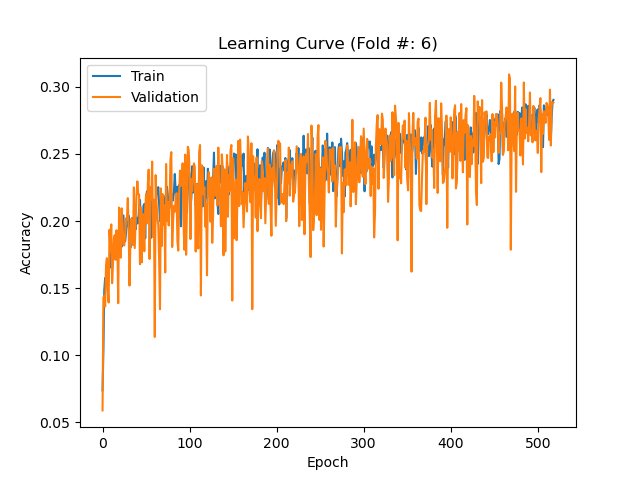 Learning Curve (Fold #: 6)
Train
Validation
0.30
0.25
0.20
0.15
0.10
0.05
Accuracy
0 100 200 300 400 500
Epoch